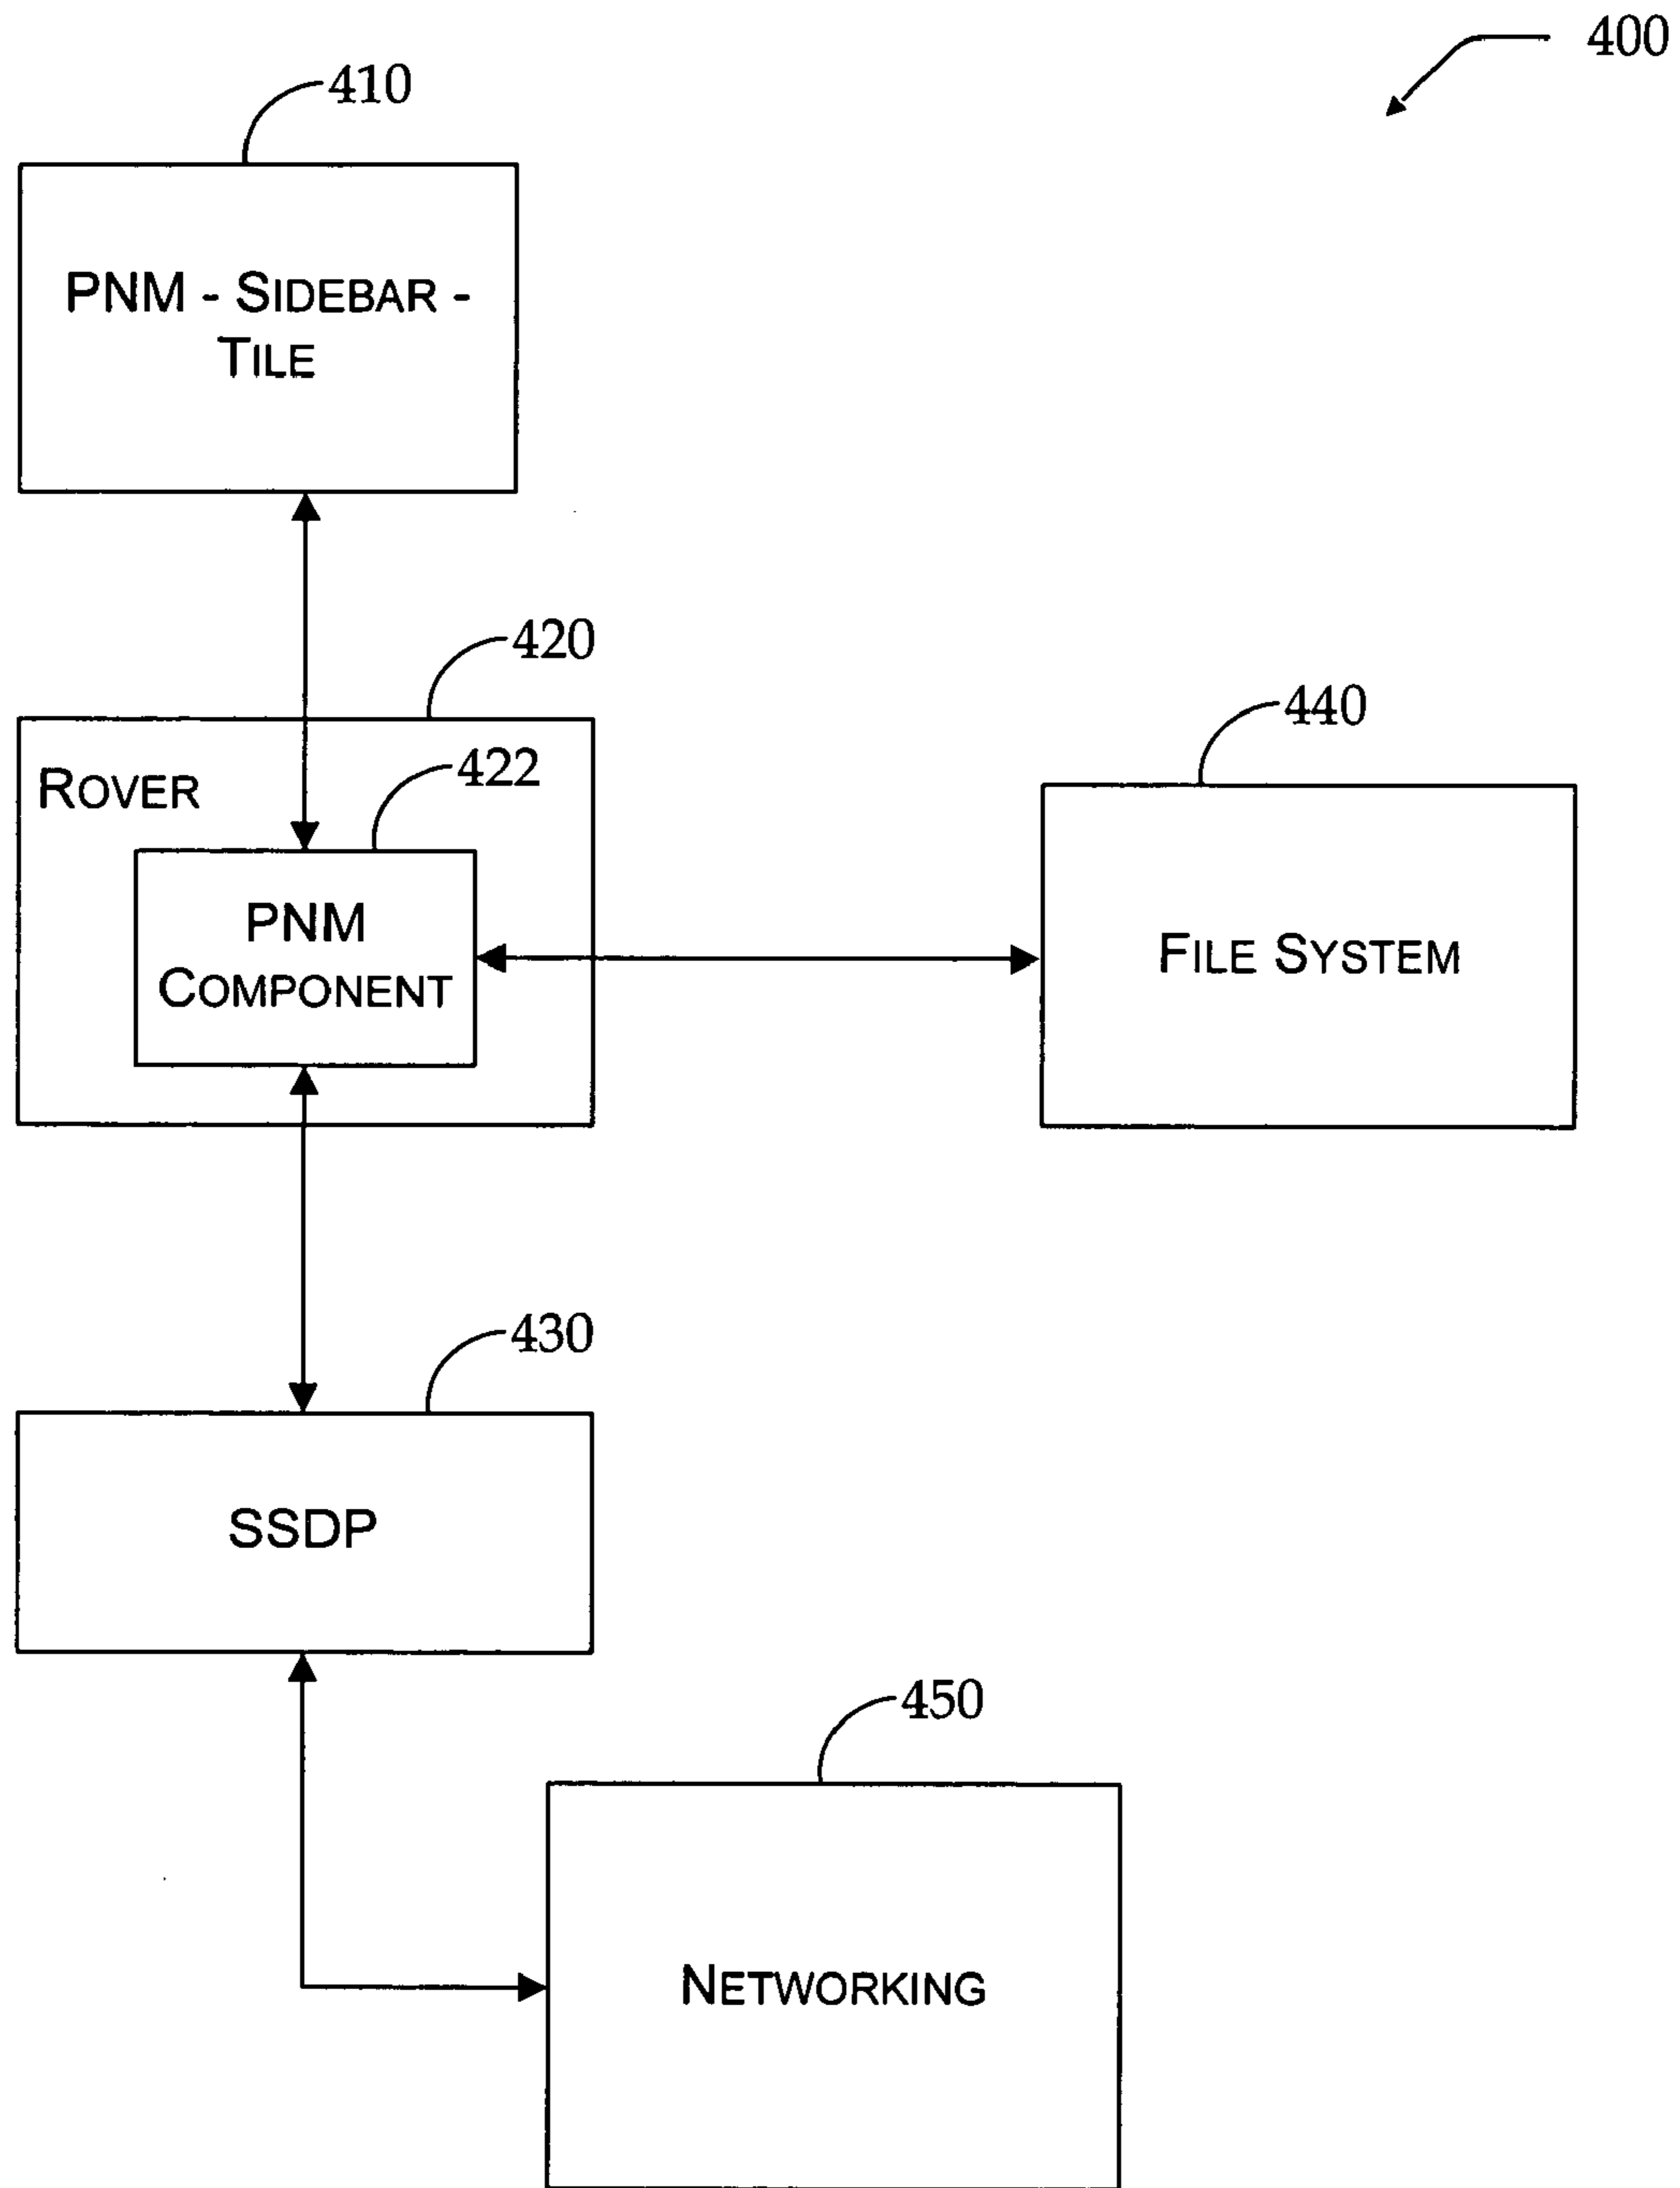 400
410
PNM - SIDEBAR -
TILE
420
ROVER
422
PNM
COMPONENT
440
FILE SYSTEM
430
SSDP
450
NETWORKING